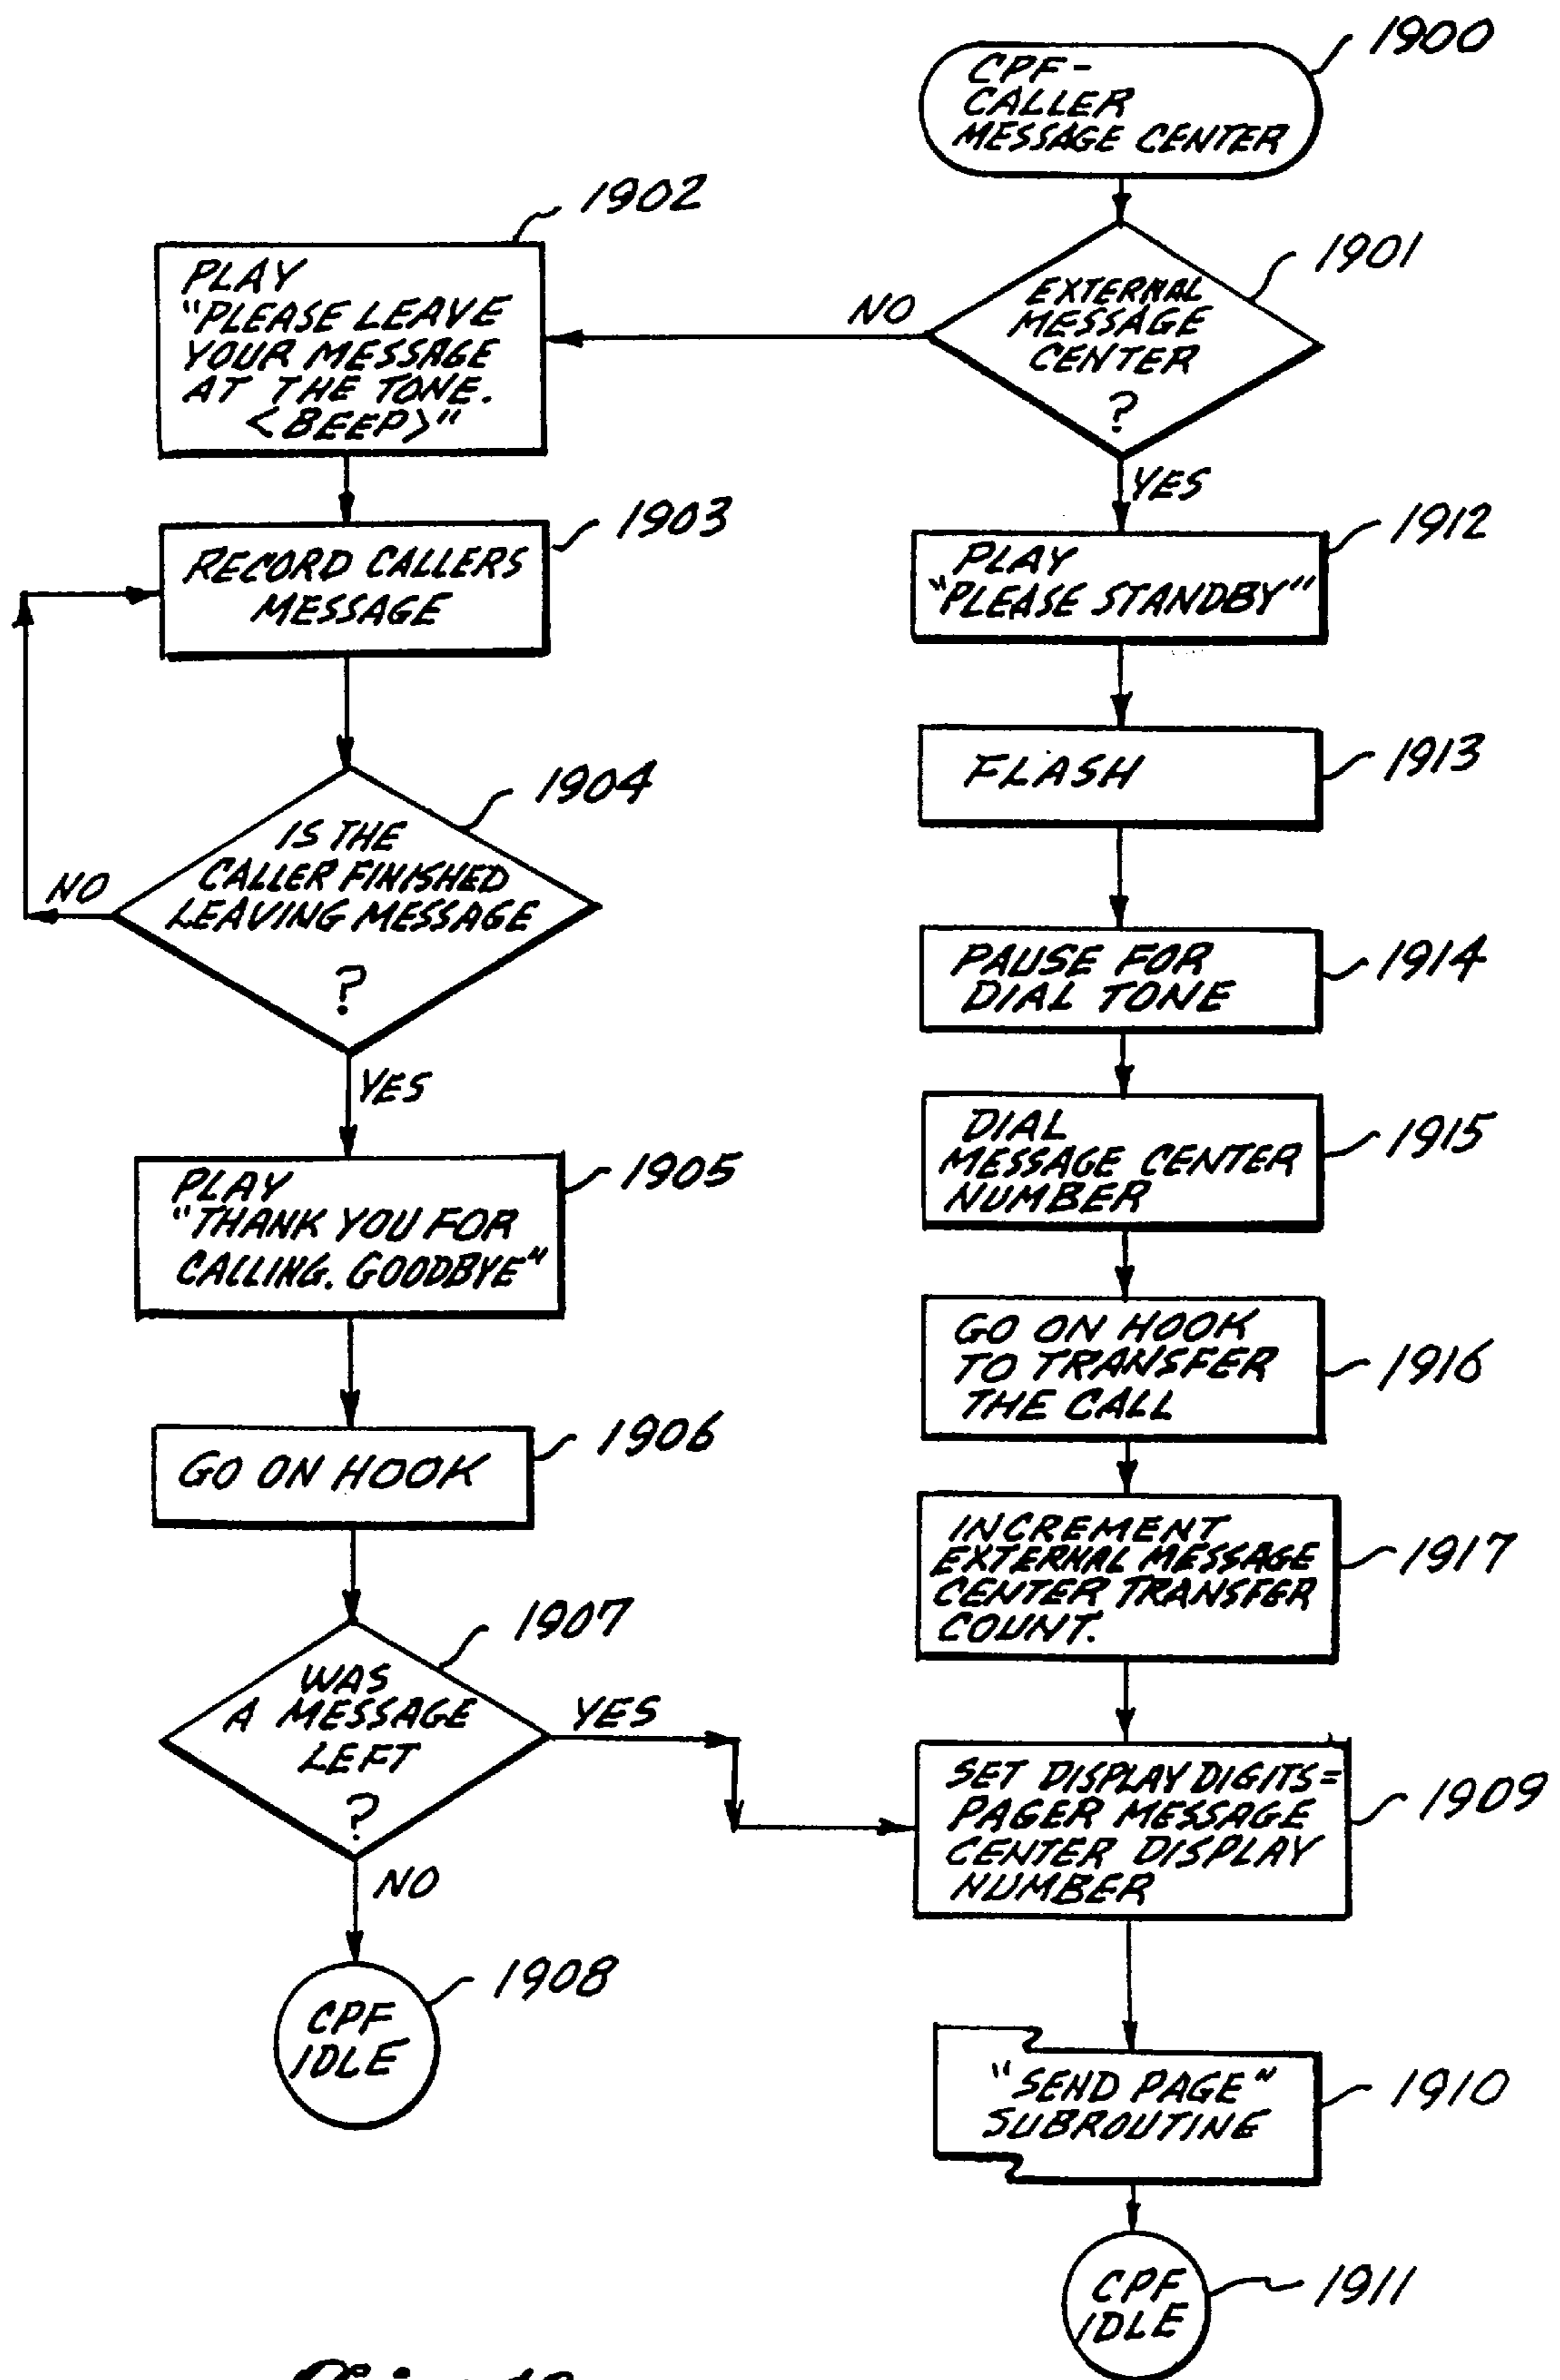 1900
CPF-
CALLER
MESSAGE CENTER
1901
EXTERNAL
MESSAGE
CENTER
?
NO
YES
1902
PLAY
"PLEASE LEAVE
YOUR MESSAGE
AT THE TONE.
<BEEP>"
1903
RECORD CALLERS
MESSAGE
1904
IS THE
CALLER FINISHED
LEAVING MESSAGE
?
NO
YES
1905
PLAY
"THANK YOU FOR
CALLING. GOODBYE"
1906
GO ON HOOK
1907
WAS
A MESSAGE
LEFT
?
YES
NO
1908
CPF
IDLE
1912
PLAY
"PLEASE STANDBY"
1913
FLASH
1914
PAUSE FOR
DIAL TONE
1915
DIAL
MESSAGE CENTER
NUMBER
1916
GO ON HOOK
TO TRANSFER
THE CALL
1917
INCREMENT
EXTERNAL MESSAGE
CENTER TRANSFER
COUNT.
1909
SET DISPLAY DIGITS=
PAGER MESSAGE
CENTER DISPLAY
NUMBER
1910
"SEND PAGE"
SUBROUTINE
1911
CPF
IDLE